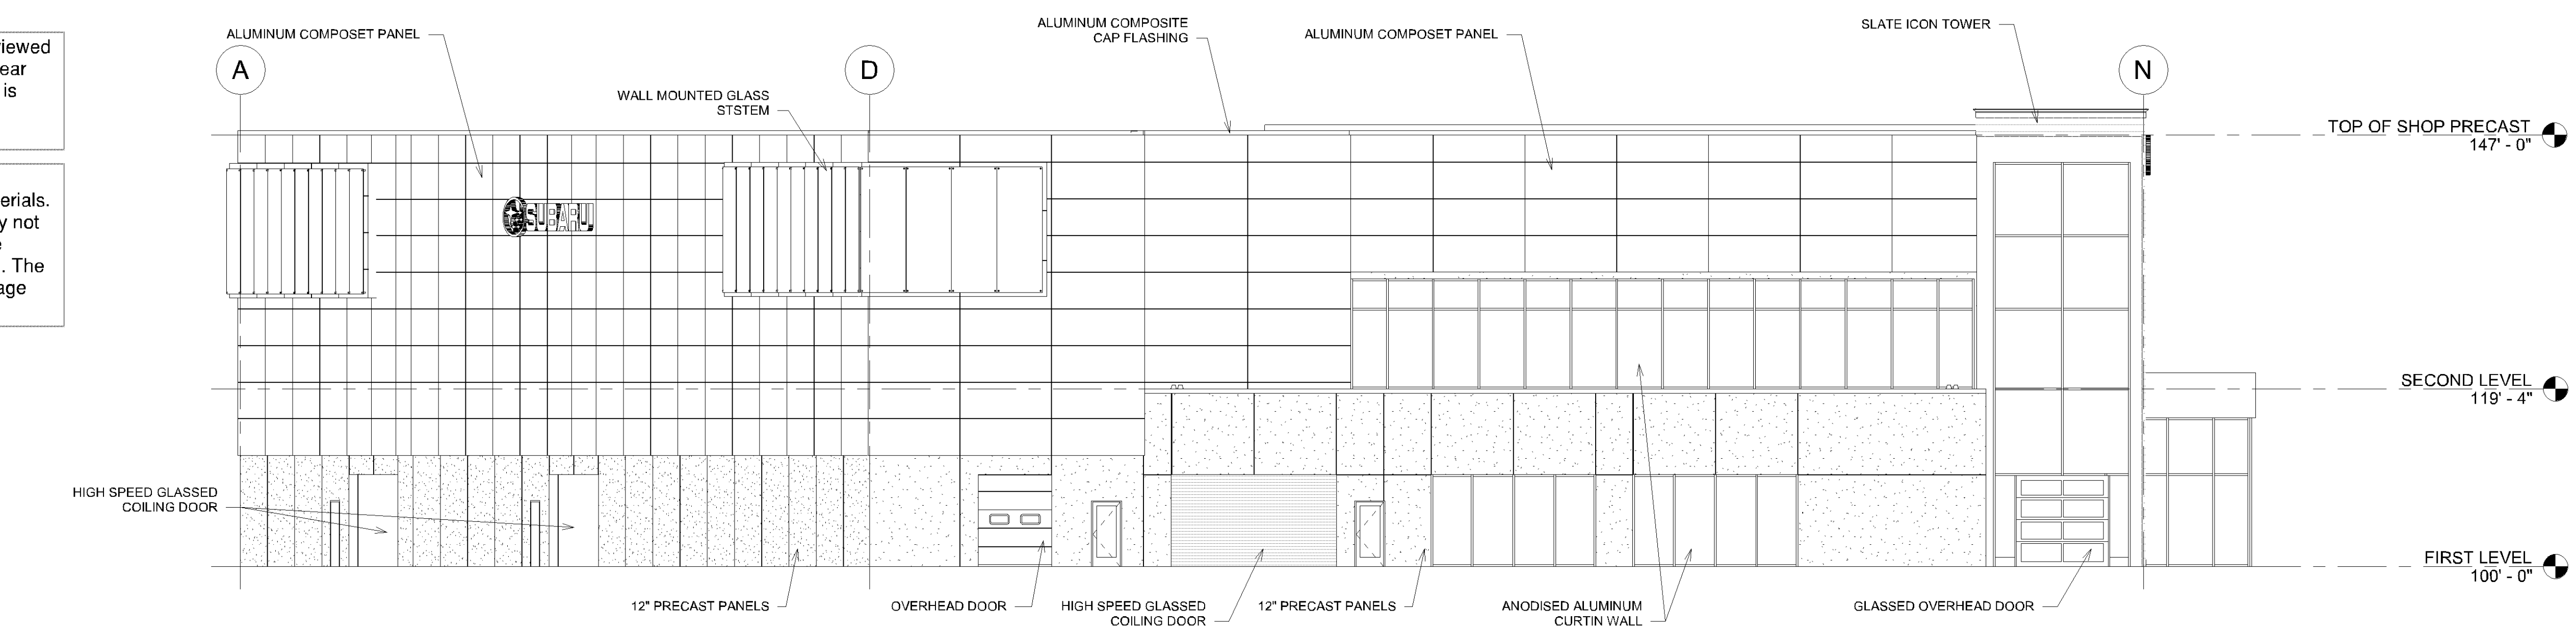 iewed
ear
is
erials.
y not
e
. The
age
ALUMINUM COMPOSET PANEL
ALUMINUM COMPOSITE
CAP FLASHING
ALUMINUM COMPOSET PANEL
SLATE ICON TOWER
A
D
N
WALL MOUNTED GLASS
STSTEM
TOP OF SHOP PRECAST
147' - 0"
SUBARU
SECOND LEVEL
119' - 4"
HIGH SPEED GLASSED
COILING DOOR
FIRST LEVEL
100' - 0"
12" PRECAST PANELS
OVERHEAD DOOR
HIGH SPEED GLASSED
COILING DOOR
12" PRECAST PANELS
ANODISED ALUMINUM
CURTIN WALL
GLASSED OVERHEAD DOOR